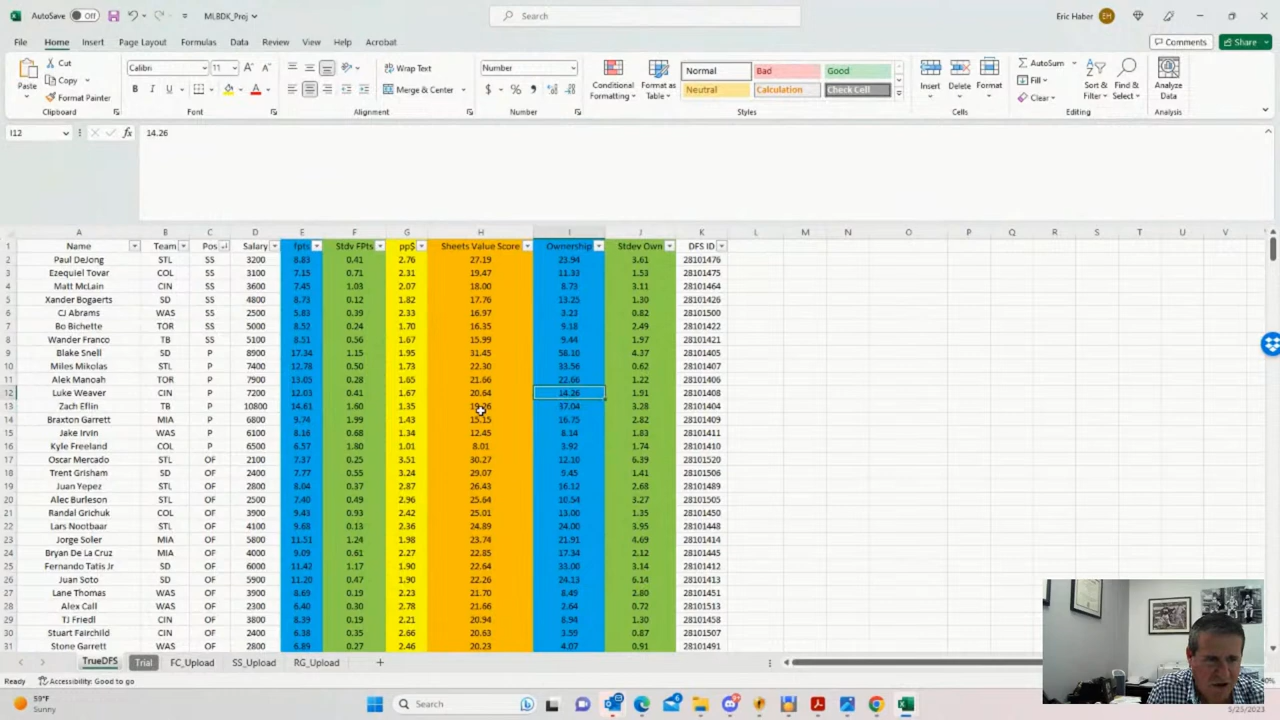 AutoSave Off MLBDK_Proj Search Eric Haber EH
File Home Insert Page Layout Formulas Data Review View Help Acrobat Comments Share
Cut Calibri 11 Wrap Text Number Normal Bad Good AutoSum
Paste Copy Merge & Center Conditional Formatting Format as Table Neutral Calculation Check Cell Insert Delete Format Fill Sort & Filter Find & Select Analyze Data
Format Painter Clear
Clipboard Font Alignment Number Styles Cells Editing Analysis
I12 fx 14.26
A B C D E F G H I J K L M N O P Q R S T U V
1 Name Team Pos Salary fpts Stdv FPts pp$ Sheets Value Score Ownership Stdev Own DFS ID
2 Paul DeJong STL SS 3200 8.83 0.41 2.76 27.19 23.94 3.61 28101476
3 Ezequiel Tovar COL SS 3100 7.15 0.71 2.31 19.47 11.33 1.53 28101475
4 Matt McLain CIN SS 3600 7.45 1.03 2.07 18.00 8.73 3.11 28101464
5 Xander Bogaerts SD SS 4800 8.73 0.12 1.82 17.76 13.25 1.30 28101426
6 CJ Abrams WAS SS 2500 5.83 0.39 2.33 16.97 3.23 0.82 28101500
7 Bo Bichette TOR SS 5000 8.52 0.24 1.70 16.35 9.18 2.49 28101422
8 Wander Franco TB SS 5100 8.51 0.56 1.67 15.99 9.44 1.97 28101421
9 Blake Snell SD P 8900 17.34 1.15 1.95 31.45 58.10 4.37 28101405
10 Miles Mikolas STL P 7400 12.78 0.50 1.73 22.30 33.56 0.62 28101407
11 Alek Manoah TOR P 7900 13.05 0.28 1.65 21.66 22.66 1.22 28101406
12 Luke Weaver CIN P 7200 12.03 0.41 1.67 20.64 14.26 1.91 28101408
13 Zach Eflin TB P 10800 14.61 1.60 1.35 19.26 37.04 3.28 28101404
14 Braxton Garrett MIA P 6800 9.74 1.99 1.43 15.15 16.75 2.82 28101409
15 Jake Irvin WAS P 6100 8.16 0.68 1.34 12.45 8.14 1.83 28101411
16 Kyle Freeland COL P 6500 6.57 1.80 1.01 8.01 3.92 1.74 28101410
17 Oscar Mercado STL OF 2100 7.37 0.25 3.51 30.27 12.10 6.39 28101520
18 Trent Grisham SD OF 2400 7.77 0.55 3.24 29.07 9.45 1.41 28101506
19 Juan Yepez STL OF 2800 8.04 0.37 2.87 26.43 16.12 2.68 28101489
20 Alec Burleson STL OF 2500 7.40 0.49 2.96 25.64 10.54 3.27 28101505
21 Randal Grichuk COL OF 3900 9.43 0.93 2.42 25.01 13.00 1.35 28101450
22 Lars Nootbaar STL OF 4100 9.68 0.13 2.36 24.89 24.00 3.95 28101448
23 Jorge Soler MIA OF 5800 11.51 1.24 1.98 23.74 21.91 4.69 28101414
24 Bryan De La Cruz MIA OF 4000 9.09 0.61 2.27 22.85 17.34 2.12 28101445
25 Fernando Tatis Jr SD OF 6000 11.42 1.17 1.90 22.64 33.00 3.14 28101412
26 Juan Soto SD OF 5900 11.20 0.47 1.90 22.26 24.13 6.14 28101413
27 Lane Thomas WAS OF 3900 8.69 0.19 2.23 21.70 8.49 2.80 28101451
28 Alex Call WAS OF 2300 6.40 0.30 2.78 21.66 2.64 0.72 28101513
29 TJ Friedl CIN OF 3800 8.39 0.19 2.21 20.94 8.94 1.30 28101458
30 Stuart Fairchild CIN OF 2400 6.38 0.35 2.66 20.63 3.59 0.87 28101507
31 Stone Garrett WAS OF 2800 6.89 0.27 2.46 20.23 4.07 0.91 28101491
TrueDFS Trial FC_Upload SS_Upload RG_Upload
Ready Accessibility: Good to go
59°F
Sunny
Search
5/25/2023